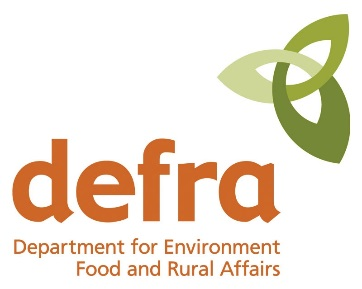 defra
Department for Environment
Food and Rural Affairs